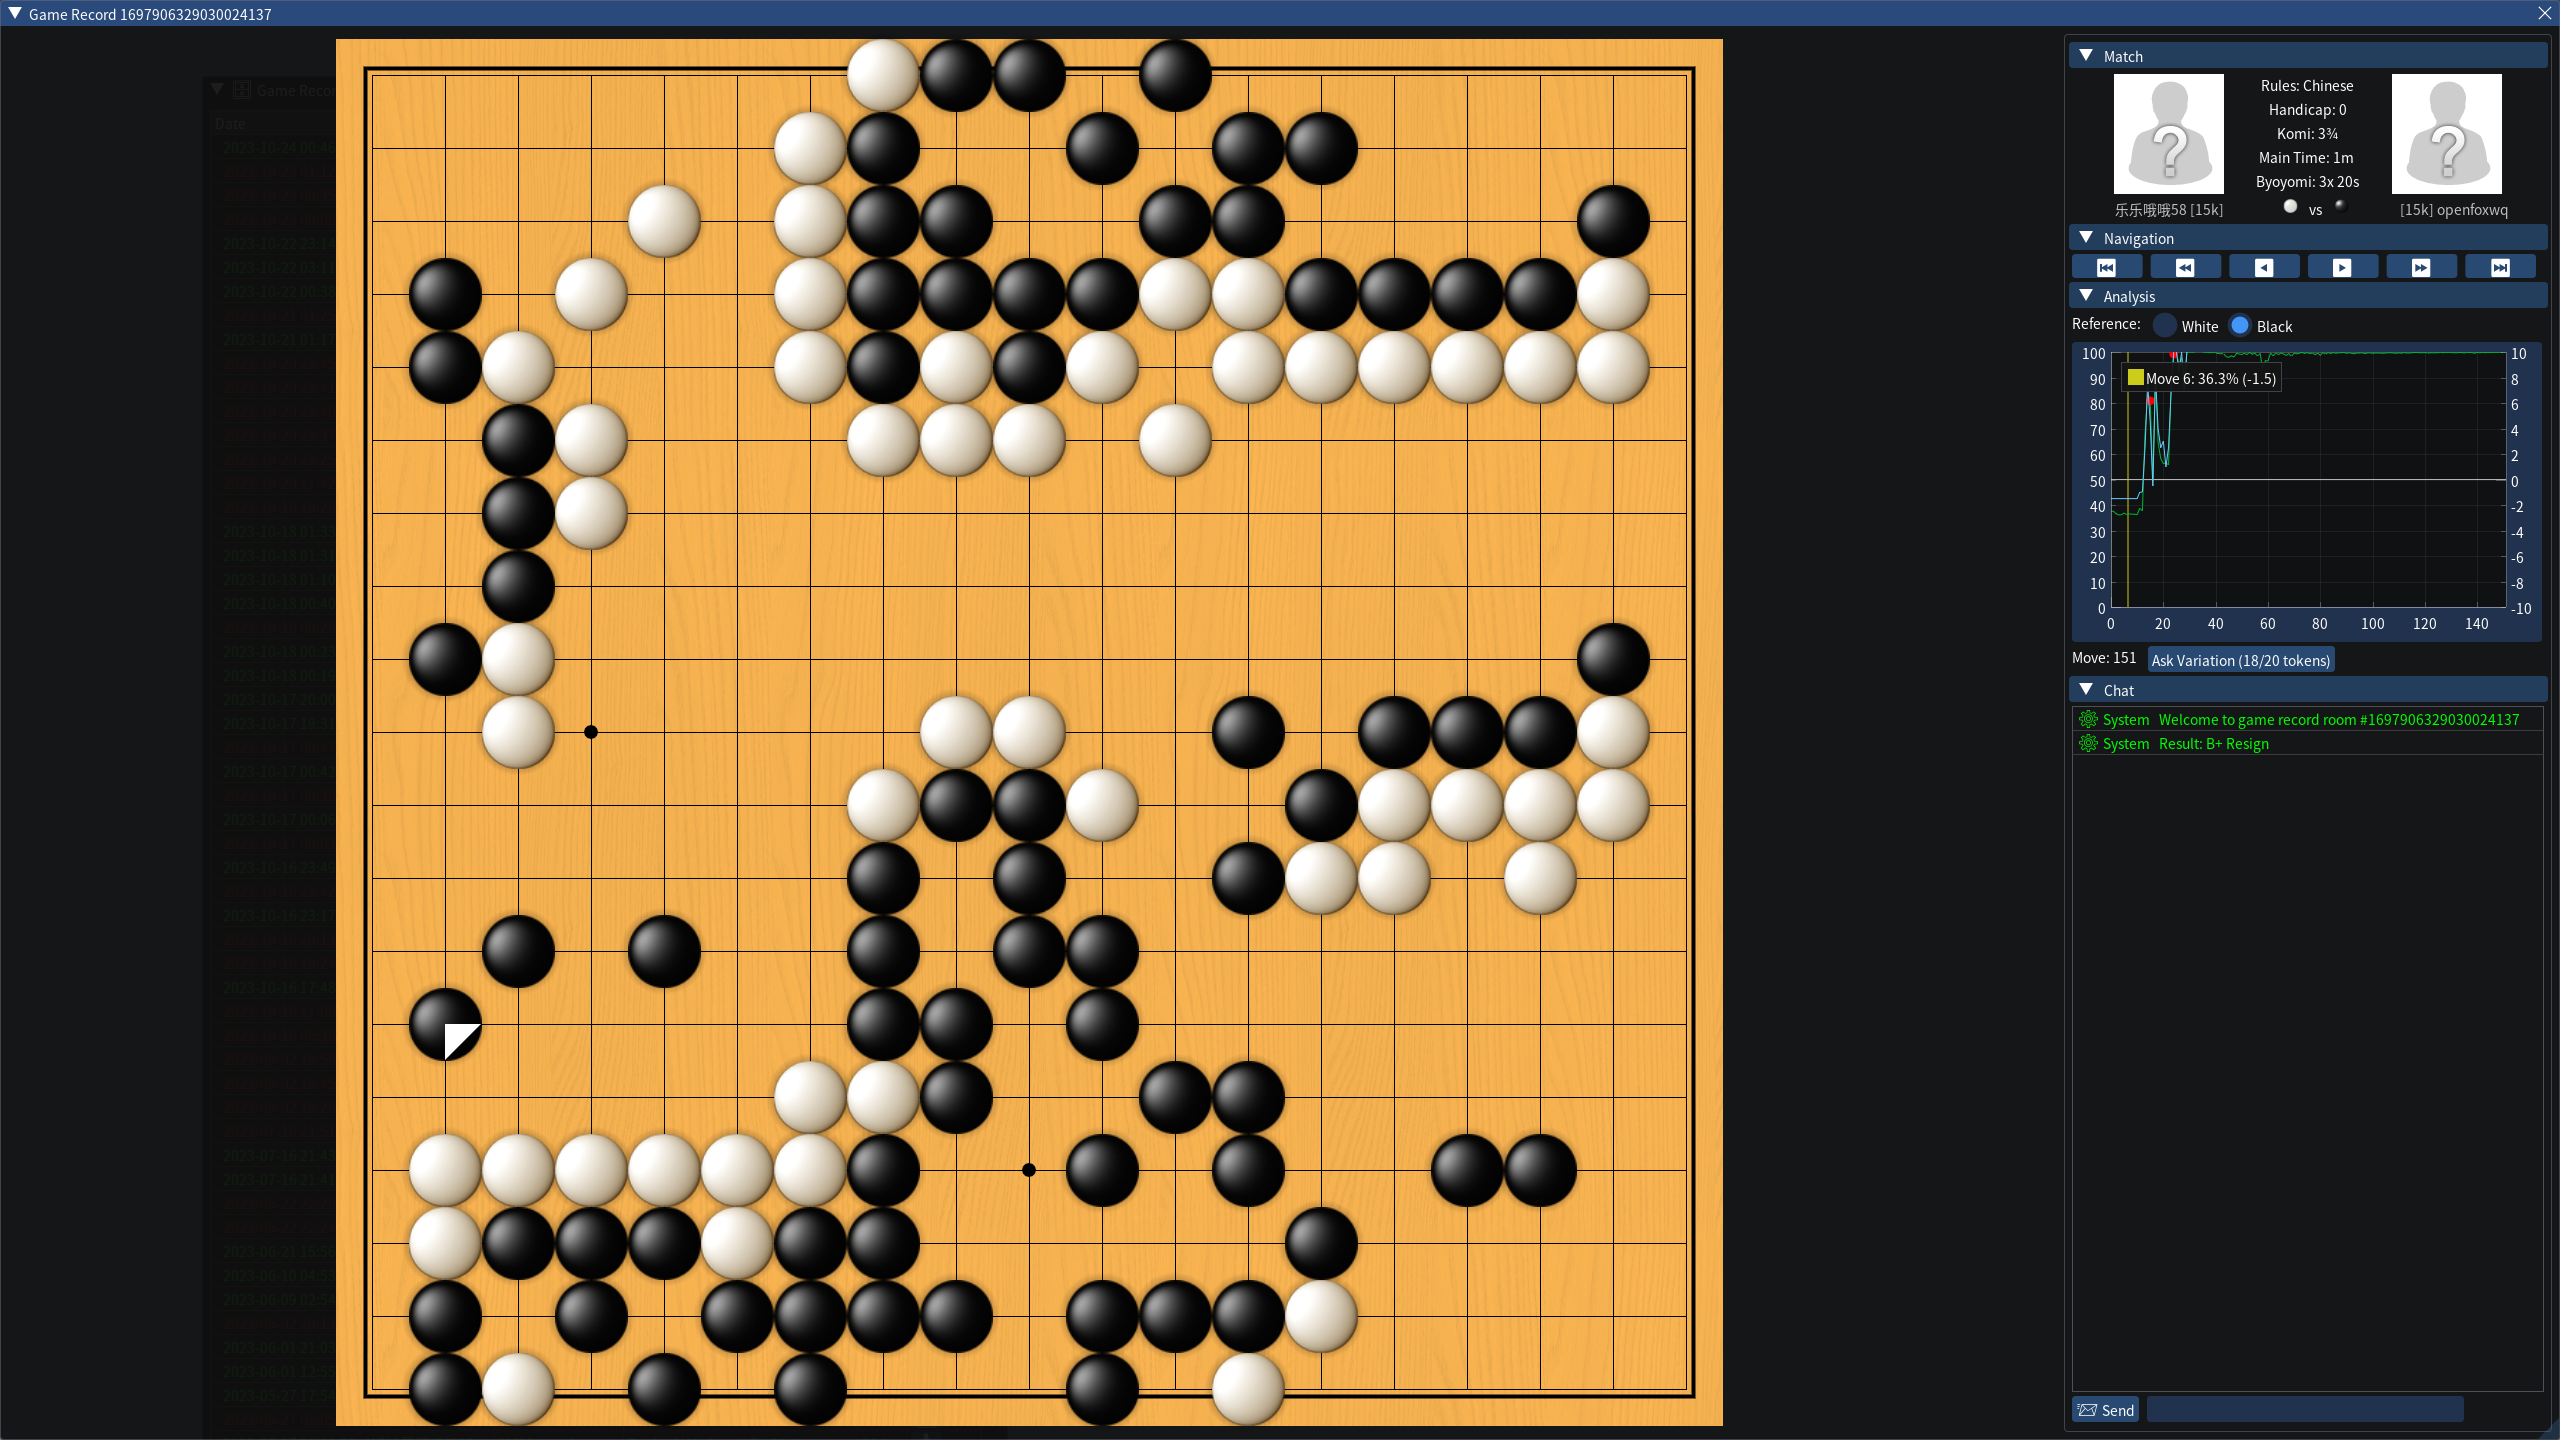 Game Record 1697906329030024137
Game Recor
Date
Match
Rules: Chinese
Handicap: 0
Komi: 3¾
Main Time: 1m
Byoyomi: 3x 20s
乐乐哦哦58 [15k]
vs
[15k] openfoxwq
Navigation
Analysis
Reference:
White
Black
100
90
80
70
60
50
40
30
20
10
0
10
8
6
4
2
0
-2
-4
-6
-8
-10
Move 6: 36.3% (-1.5)
0 20 40 60 80 100 120 140
Move: 151
Ask Variation (18/20 tokens)
Chat
System Welcome to game record room #1697906329030024137
System Result: B+ Resign
Send